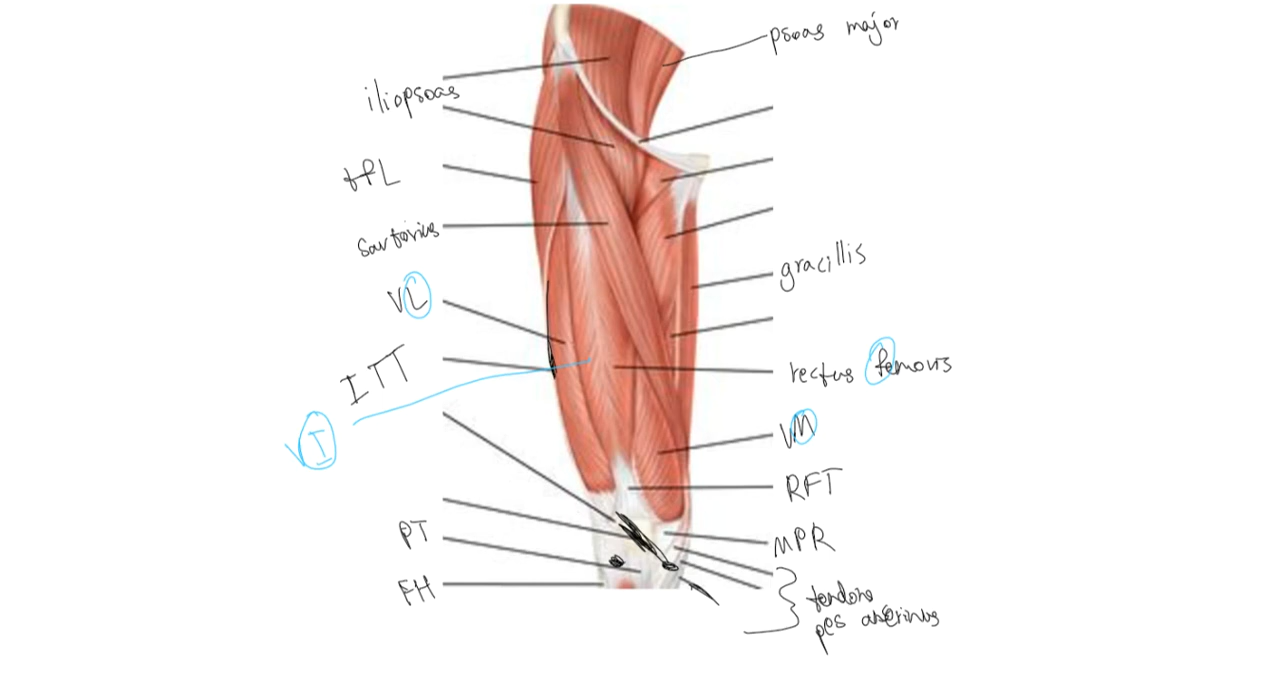 psoas major
iliopsoas
tfL
Sartorius
gracillis
VL
ITT
rectus femoris
VI
VM
RFT
PT
MPR
FH
tendons
pes anserinus